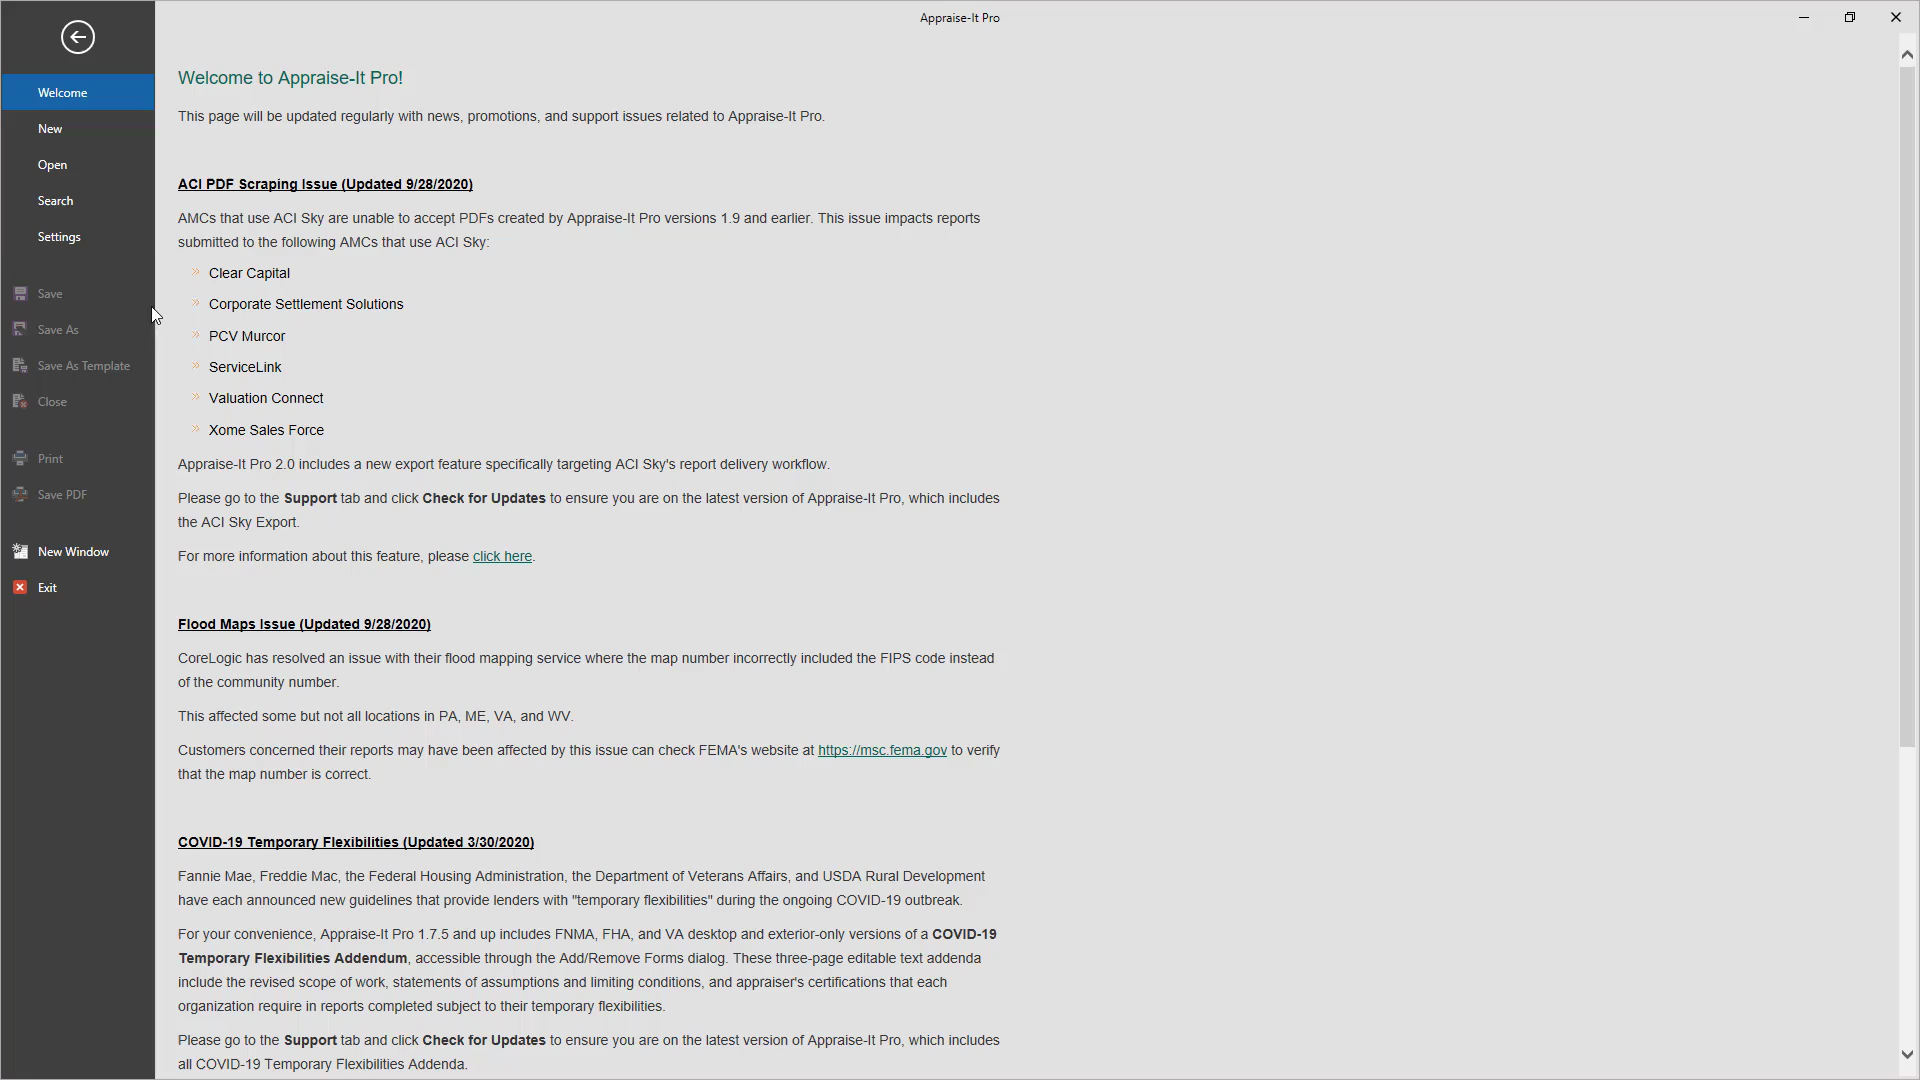 Appraise-It Pro
Welcome
New
Open
Search
Settings
Save
Save As
Save As Template
Close
Print
Save PDF
New Window
Exit
Welcome to Appraise-It Pro!
This page will be updated regularly with news, promotions, and support issues related to Appraise-It Pro.
ACI PDF Scraping Issue (Updated 9/28/2020)
AMCs that use ACI Sky are unable to accept PDFs created by Appraise-It Pro versions 1.9 and earlier. This issue impacts reports
submitted to the following AMCs that use ACI Sky:
Clear Capital
Corporate Settlement Solutions
PCV Murcor
ServiceLink
Valuation Connect
Xome Sales Force
Appraise-It Pro 2.0 includes a new export feature specifically targeting ACI Sky's report delivery workflow.
Please go to the Support tab and click Check for Updates to ensure you are on the latest version of Appraise-It Pro, which includes
the ACI Sky Export.
For more information about this feature, please click here.
Flood Maps Issue (Updated 9/28/2020)
CoreLogic has resolved an issue with their flood mapping service where the map number incorrectly included the FIPS code instead
of the community number.
This affected some but not all locations in PA, ME, VA, and WV.
Customers concerned their reports may have been affected by this issue can check FEMA's website at https://msc.fema.gov to verify
that the map number is correct.
COVID-19 Temporary Flexibilities (Updated 3/30/2020)
Fannie Mae, Freddie Mac, the Federal Housing Administration, the Department of Veterans Affairs, and USDA Rural Development
have each announced new guidelines that provide lenders with "temporary flexibilities" during the ongoing COVID-19 outbreak.
For your convenience, Appraise-It Pro 1.7.5 and up includes FNMA, FHA, and VA desktop and exterior-only versions of a COVID-19
Temporary Flexibilities Addendum, accessible through the Add/Remove Forms dialog. These three-page editable text addenda
include the revised scope of work, statements of assumptions and limiting conditions, and appraiser's certifications that each
organization require in reports completed subject to their temporary flexibilities.
Please go to the Support tab and click Check for Updates to ensure you are on the latest version of Appraise-It Pro, which includes
all COVID-19 Temporary Flexibilities Addenda.